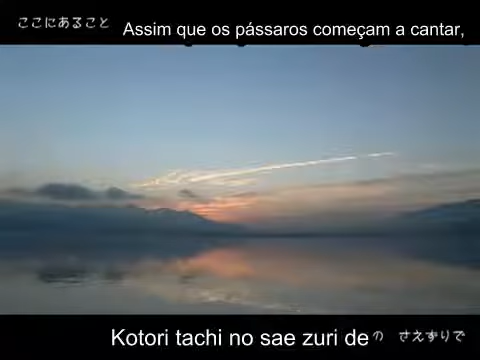 ここにあること
Assim que os pássaros começam a cantar,
Kotori tachi no sae zuri de
の さえずりで